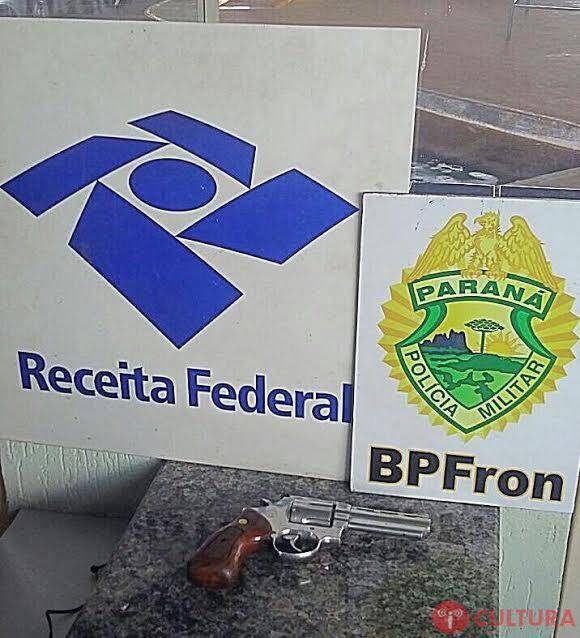 Receita Federal
PARANÁ
POLÍCIA MILITAR
BPFron
CULTURA